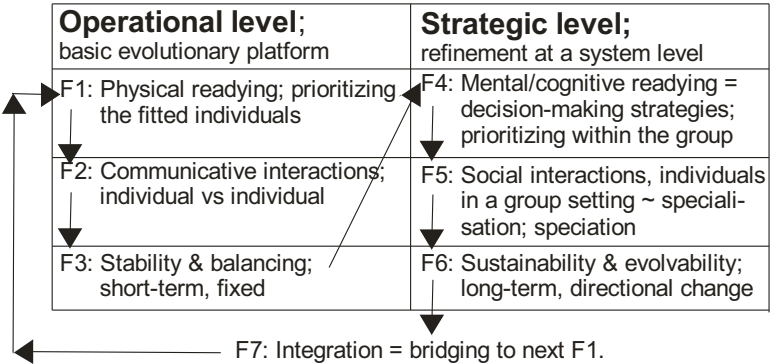 Operational level;
basic evolutionary platform
Strategic level;
refinement at a system level
F1: Physical readying; prioritizing
the fitted individuals
F4: Mental/cognitive readying =
decision-making strategies;
prioritizing within the group
F2: Communicative interactions;
individual vs individual
F5: Social interactions, individuals
in a group setting ~ speciali-
sation; speciation
F3: Stability & balancing;
short-term, fixed
F6: Sustainability & evolvability;
long-term, directional change
F7: Integration = bridging to next F1.